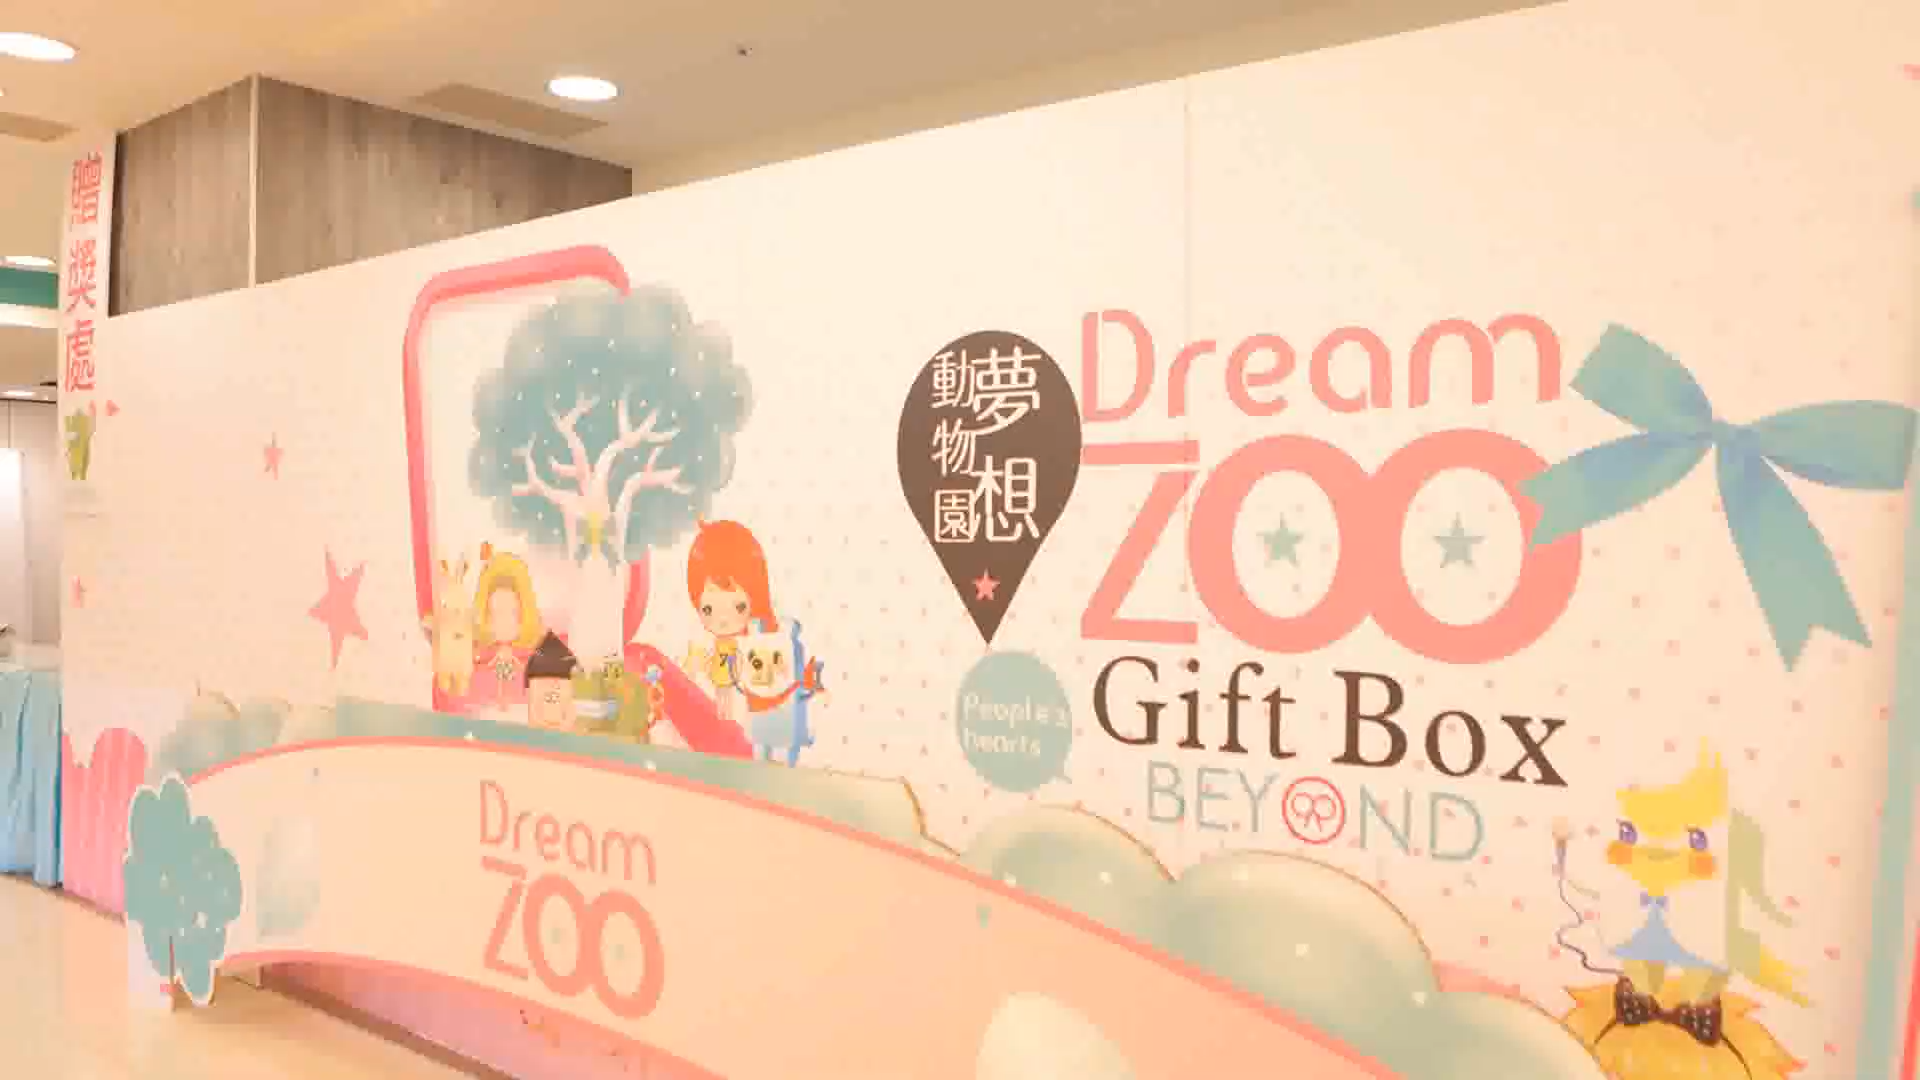 贈獎處
夢想
動物園
Dream
ZOO
Gift Box
BEYOND
People's
hearts
Dream
ZOO